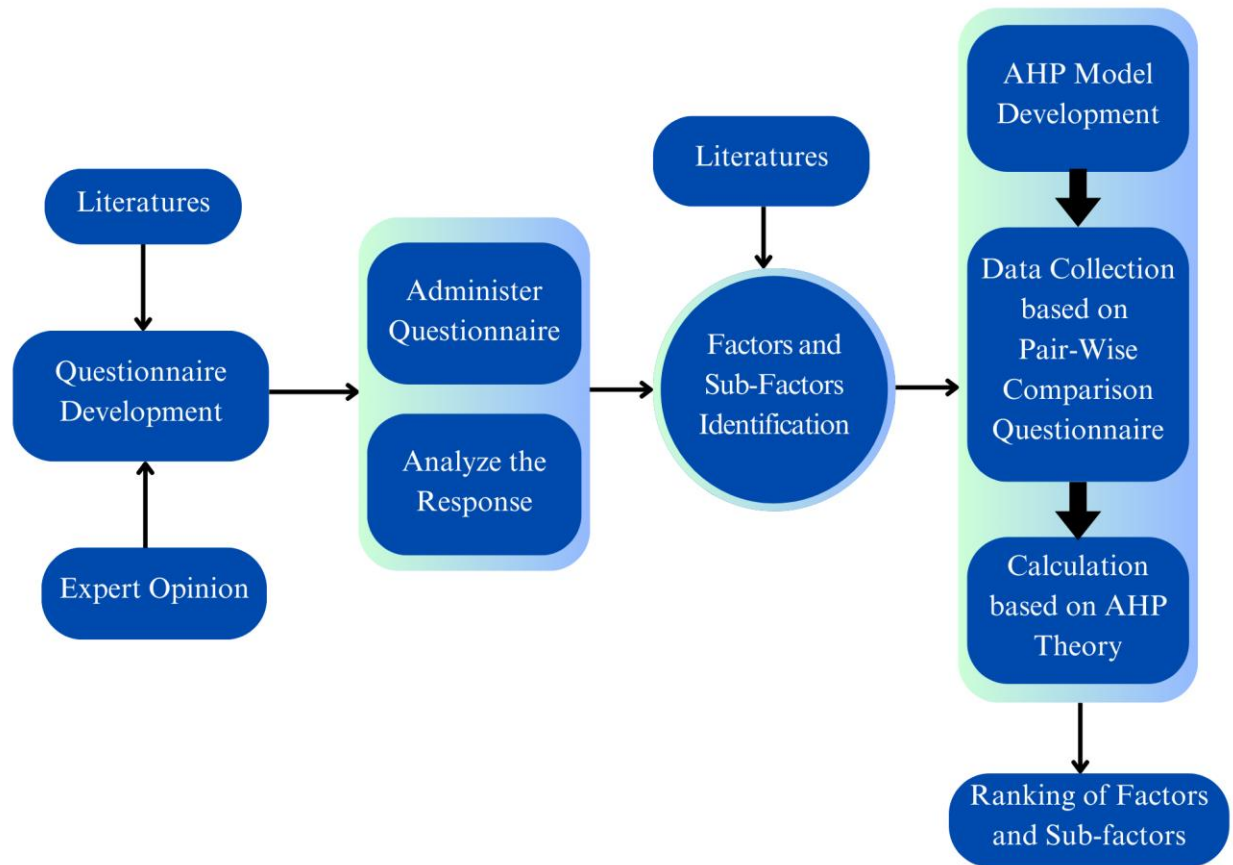 Literatures
Questionnaire
Development
Expert Opinion
Administer
Questionnaire
Analyze the
Response
Literatures
Factors and
Sub-Factors
Identification
AHP Model
Development
Data Collection
based on
Pair-Wise
Comparison
Questionnaire
Calculation
based on AHP
Theory
Ranking of Factors
and Sub-factors